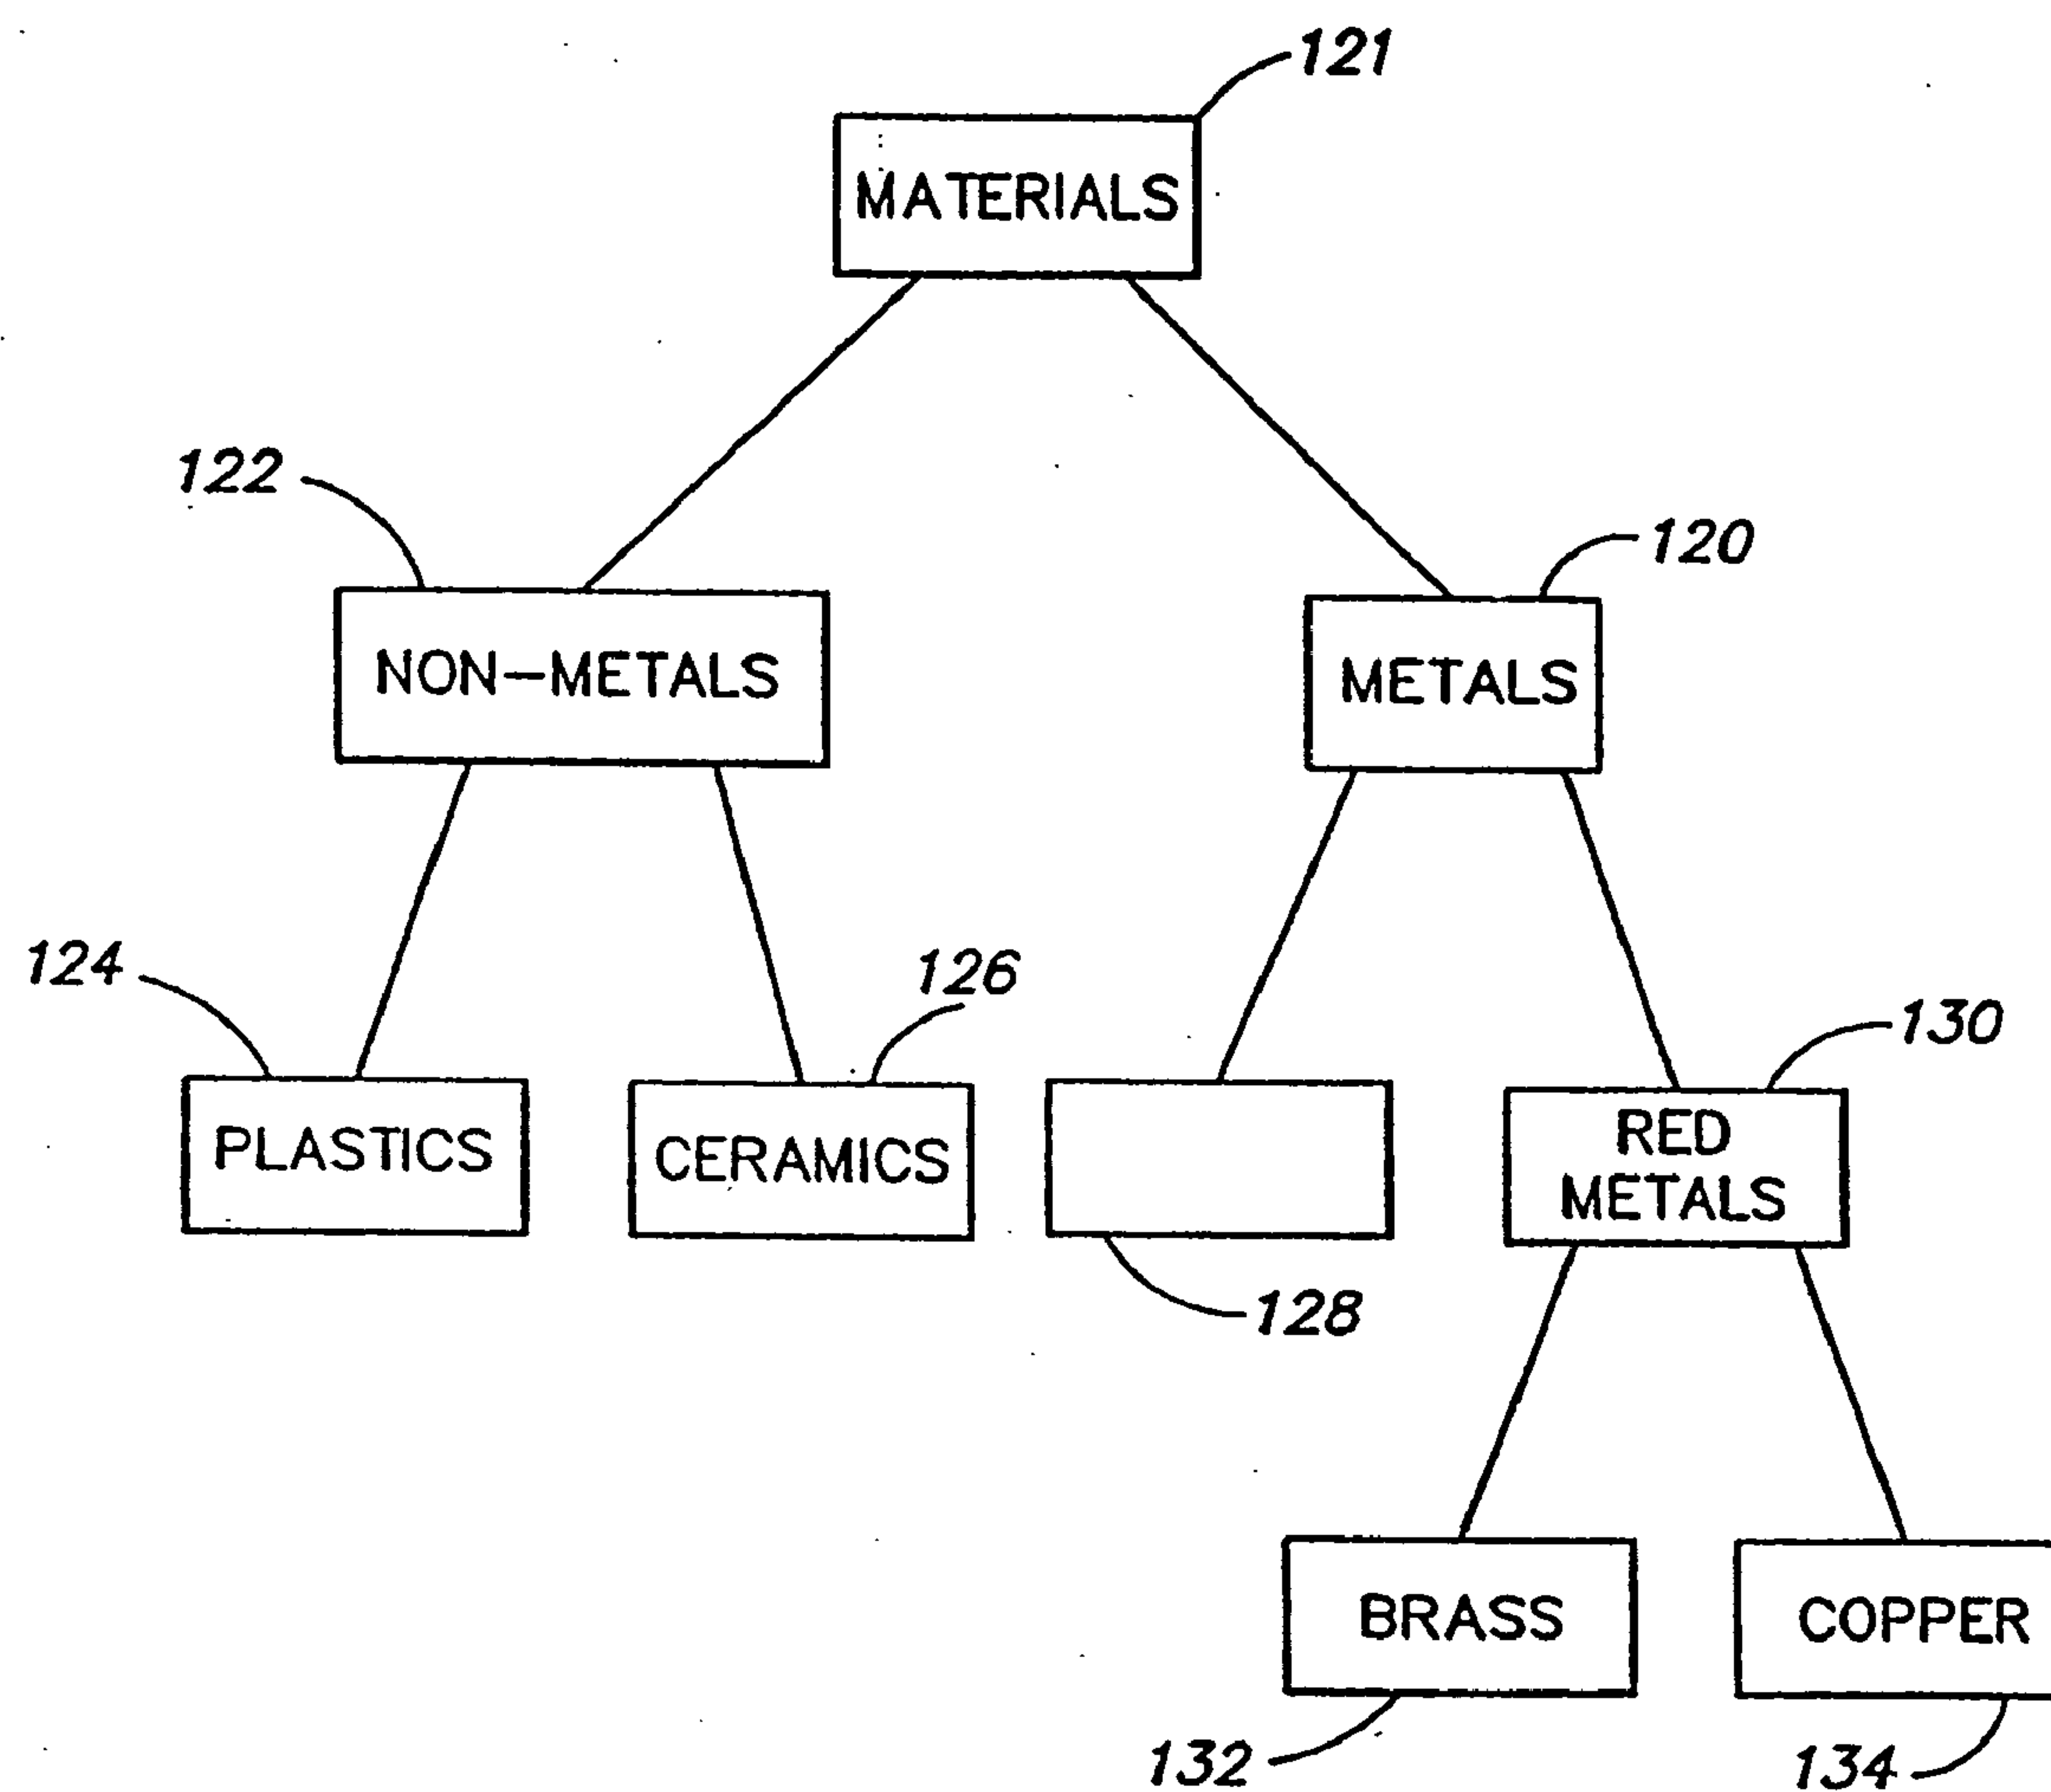 121
MATERIALS
122
120
NON-METALS
METALS
124
126
130
PLASTICS
CERAMICS
RED
METALS
128
BRASS
COPPER
132
134